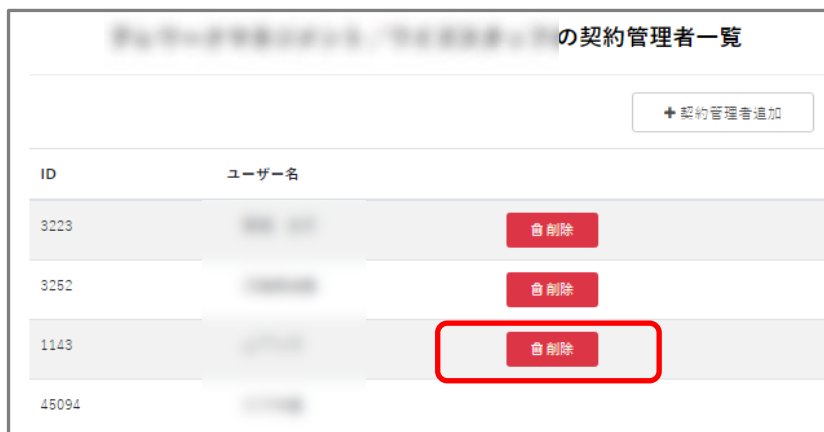 の契約管理者一覧
+契約管理者追加
ID ユーザー名
3223 削除
3252 削除
1143 削除
45094